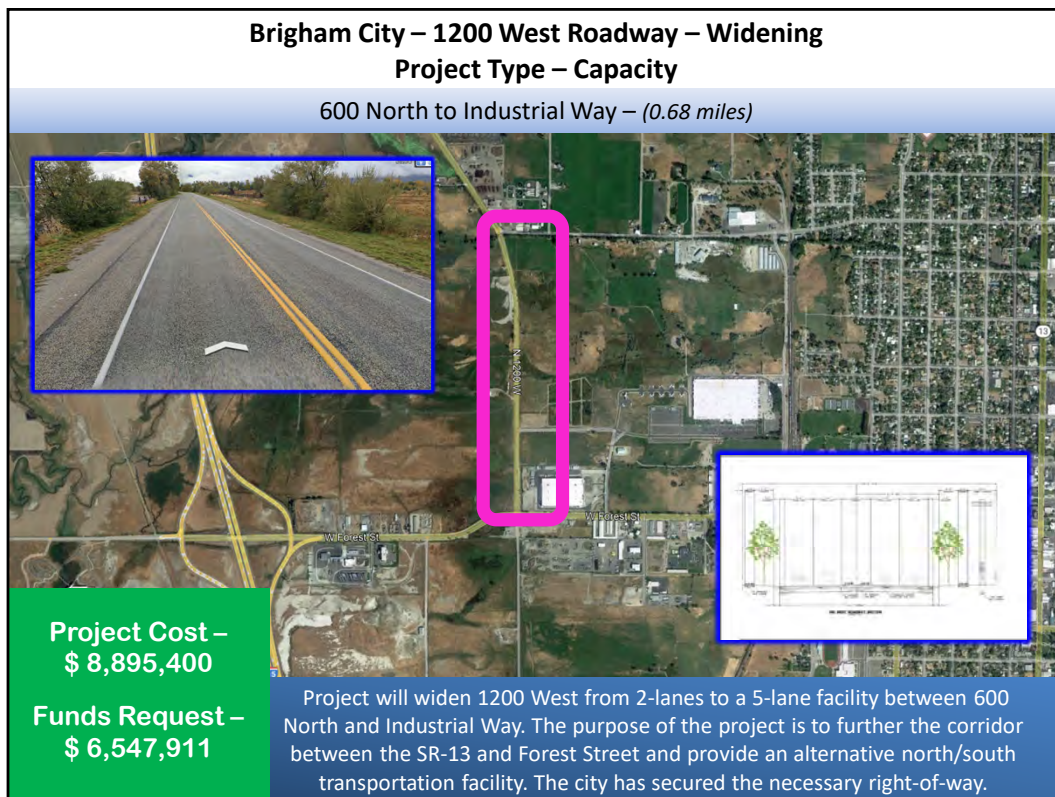 Brigham City – 1200 West Roadway – Widening
Project Type – Capacity
600 North to Industrial Way – (0.68 miles)
N 1200 W
13
W Forest St
W Forest St
Project Cost –
$ 8,895,400
Funds Request –
$ 6,547,911
Project will widen 1200 West from 2-lanes to a 5-lane facility between 600
North and Industrial Way. The purpose of the project is to further the corridor
between the SR-13 and Forest Street and provide an alternative north/south
transportation facility. The city has secured the necessary right-of-way.